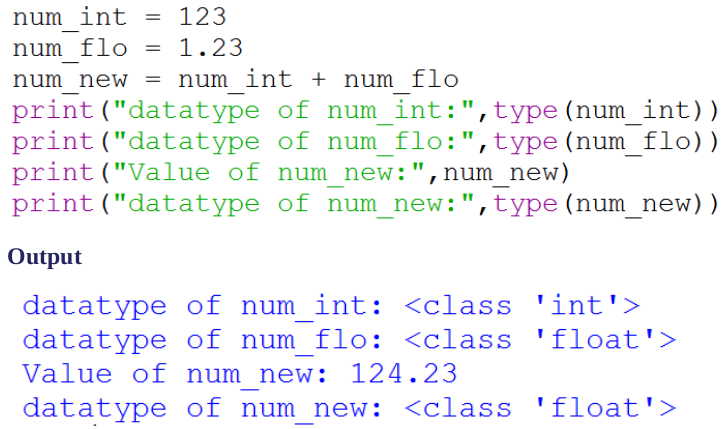 num_int = 123
num_flo = 1.23
num_new = num_int + num_flo
print("datatype of num_int:",type(num_int))
print("datatype of num_flo:",type(num_flo))
print("Value of num_new:",num_new)
print("datatype of num_new:",type(num_new))
Output
datatype of num_int: <class 'int'>
datatype of num_flo: <class 'float'>
Value of num_new: 124.23
datatype of num_new: <class 'float'>